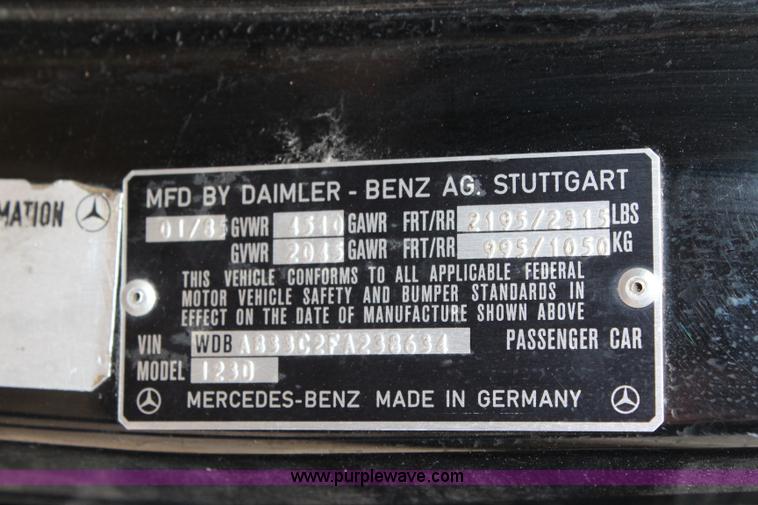 MATION
MFD BY DAIMLER - BENZ AG. STUTTGART
01/85 GVWR 4510 GAWR FRT/RR 2195/2315 LBS
GVWR 2045 GAWR FRT/RR 995/1050 KG
THIS VEHICLE CONFORMS TO ALL APPLICABLE FEDERAL
MOTOR VEHICLE SAFETY AND BUMPER STANDARDS IN
EFFECT ON THE DATE OF MANUFACTURE SHOWN ABOVE
VIN WDB PASSENGER CAR
MODEL
MERCEDES-BENZ MADE IN GERMANY
www.purplewave.com